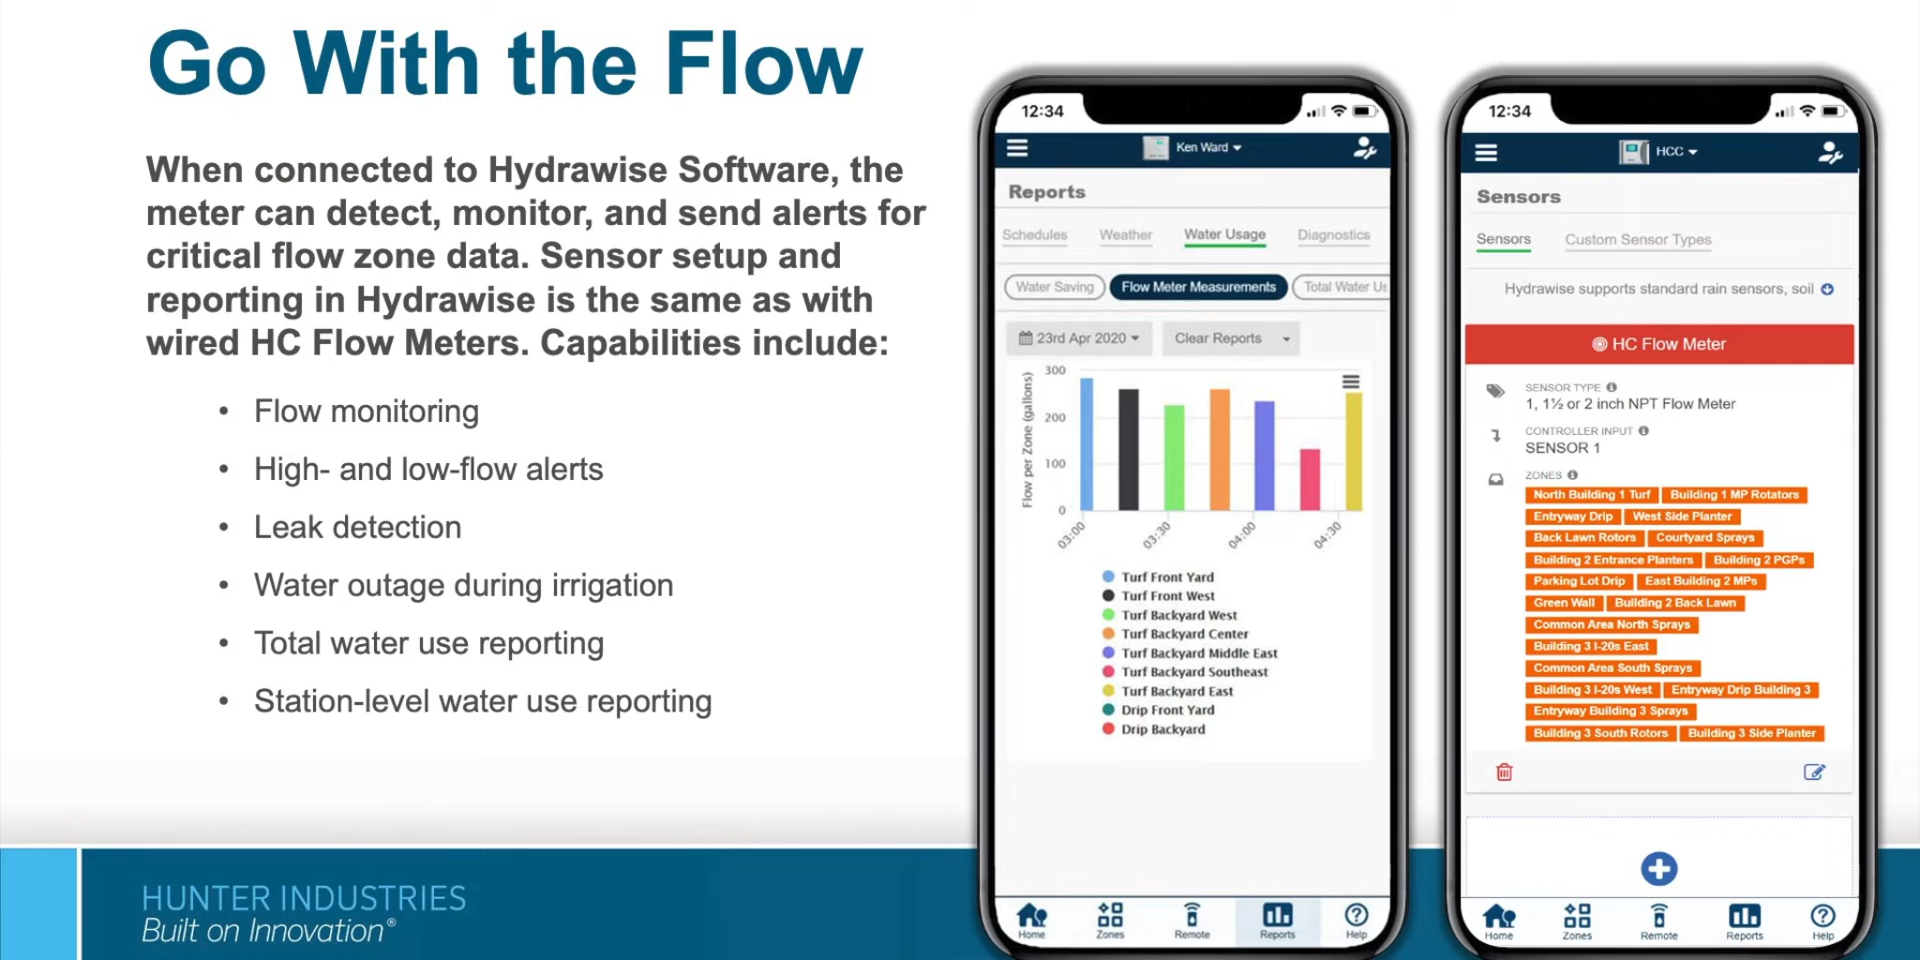 Go With the Flow
When connected to Hydrawise Software, the
meter can detect, monitor, and send alerts for
critical flow zone data. Sensor setup and
reporting in Hydrawise is the same as with
wired HC Flow Meters. Capabilities include:
• Flow monitoring
• High- and low-flow alerts
• Leak detection
• Water outage during irrigation
• Total water use reporting
• Station-level water use reporting
HUNTER INDUSTRIES
Built on Innovation®
12:34
Ken Ward
Reports
Schedules Weather Water Usage Diagnostics
Water Saving Flow Meter Measurements Total Water Us
23rd Apr 2020 Clear Reports
Flow per Zone (gallons)
300
200
100
0
03:00 03:30 04:00 04:30
Turf Front Yard
Turf Front West
Turf Backyard West
Turf Backyard Center
Turf Backyard Middle East
Turf Backyard Southeast
Turf Backyard East
Drip Front Yard
Drip Backyard
Home Zones Remote Reports Help
12:34
HCC
Sensors
Sensors Custom Sensor Types
Hydrawise supports standard rain sensors, soil
HC Flow Meter
SENSOR TYPE
1, 1½ or 2 inch NPT Flow Meter
CONTROLLER INPUT
SENSOR 1
ZONES
North Building 1 Turf Building 1 MP Rotators
Entryway Drip West Side Planter
Back Lawn Rotors Courtyard Sprays
Building 2 Entrance Planters Building 2 PGPs
Parking Lot Drip East Building 2 MPs
Green Wall Building 2 Back Lawn
Common Area North Sprays
Building 3 I-20s East
Common Area South Sprays
Building 3 I-20s West Entryway Drip Building 3
Entryway Building 3 Sprays
Building 3 South Rotors Building 3 Side Planter
Home Zones Remote Reports Help